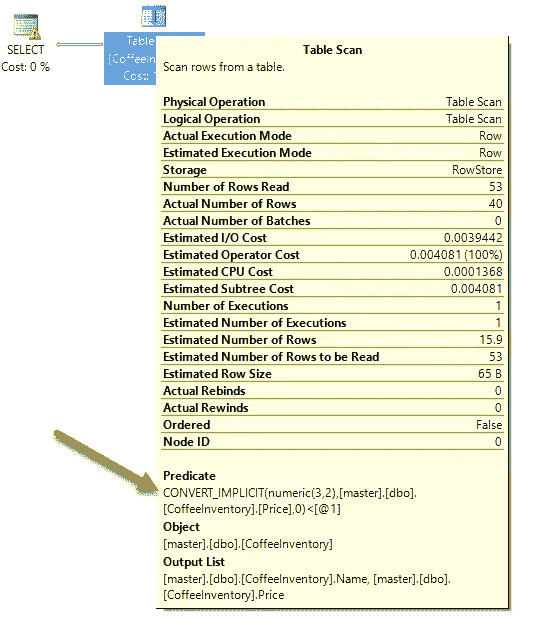 SELECT
Cost: 0 %
Table
[CoffeeIn
Cost:
Table Scan
Scan rows from a table.
Physical Operation Table Scan
Logical Operation Table Scan
Actual Execution Mode Row
Estimated Execution Mode Row
Storage RowStore
Number of Rows Read 53
Actual Number of Rows 40
Actual Number of Batches 0
Estimated I/O Cost 0.0039442
Estimated Operator Cost 0.004081 (100%)
Estimated CPU Cost 0.0001368
Estimated Subtree Cost 0.004081
Number of Executions 1
Estimated Number of Executions 1
Estimated Number of Rows 15.9
Estimated Number of Rows to be Read 53
Estimated Row Size 65 B
Actual Rebinds 0
Actual Rewinds 0
Ordered False
Node ID 0
Predicate
CONVERT_IMPLICIT(numeric(3,2),[master].[dbo].
[CoffeeInventory].[Price],0)<[@1]
Object
[master].[dbo].[CoffeeInventory]
Output List
[master].[dbo].[CoffeeInventory].Name, [master].[dbo].
[CoffeeInventory].Price